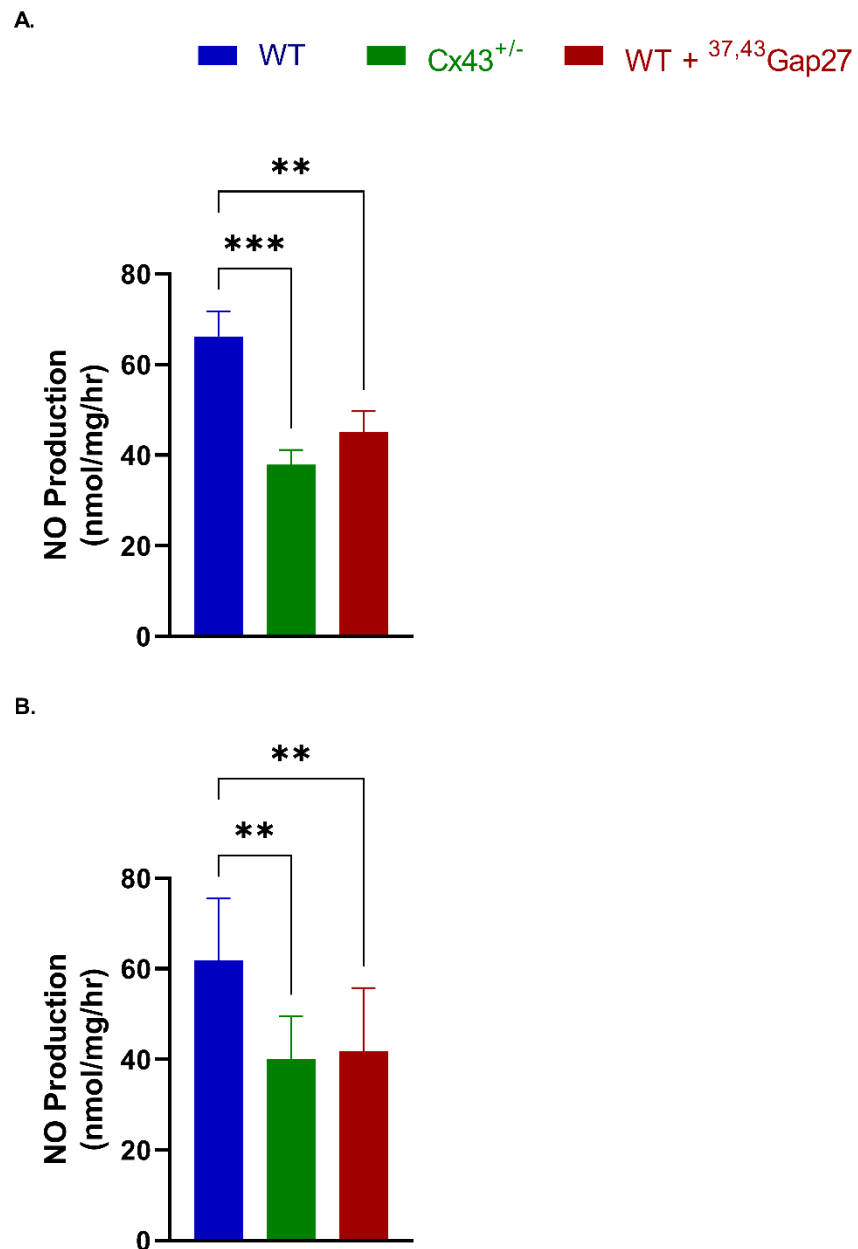 A.
WT Cx43⁺/⁻ WT + ³⁷,⁴³Gap27
**
***
NO Production
(nmol/mg/hr)
80
60
40
20
0
B.
**
**
NO Production
(nmol/mg/hr)
80
60
40
20
0